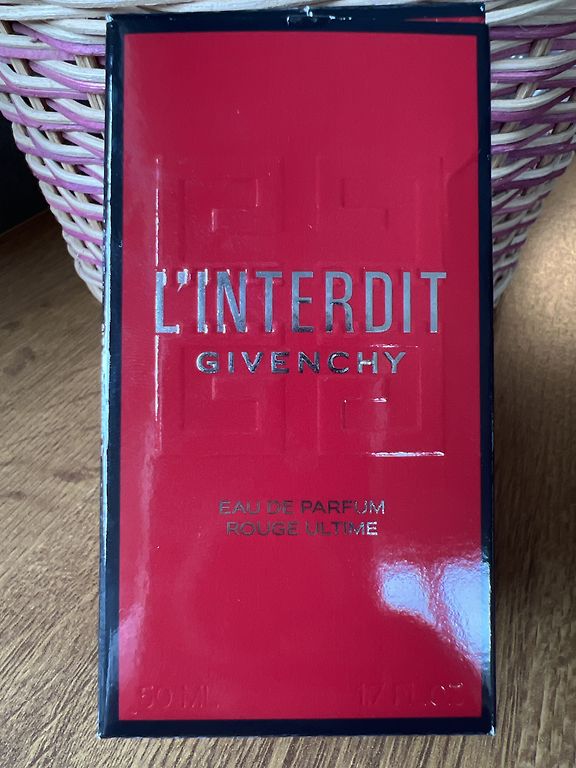 L'INTERDIT
GIVENCHY
EAU DE PARFUM
ROUGE ULTIME
50 ML 1.7 FL.OZ